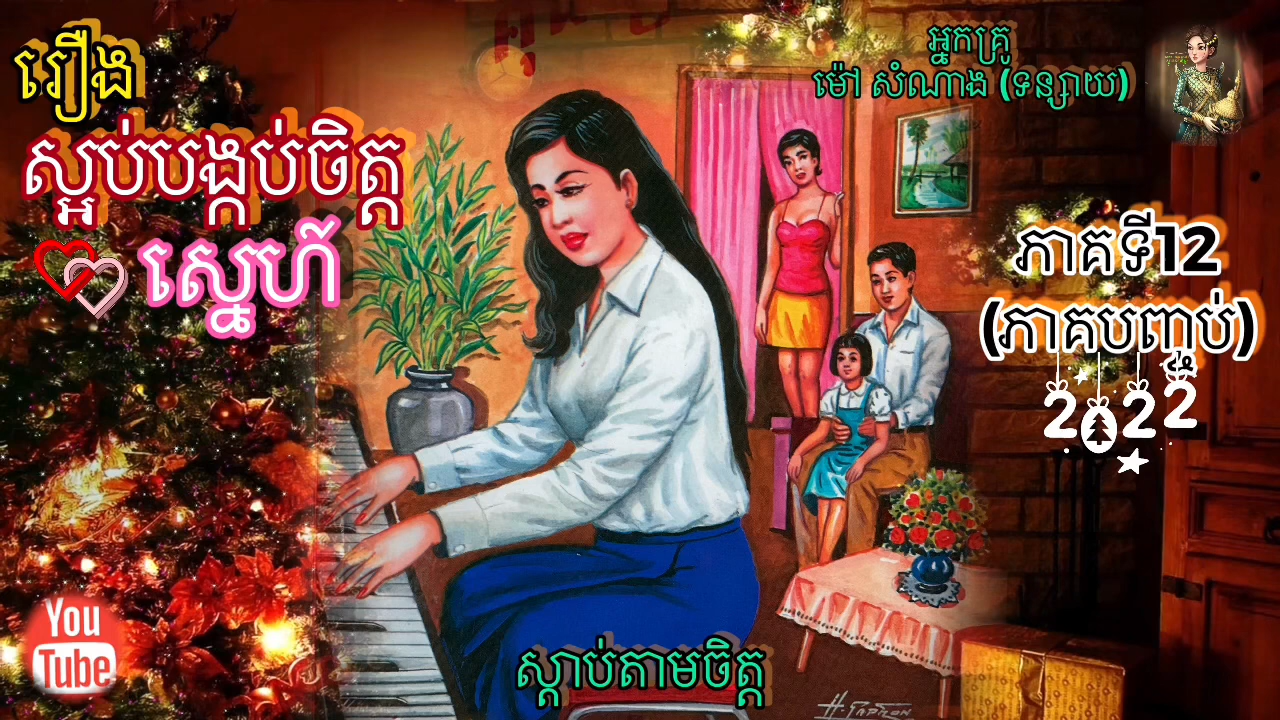 រឿង
ស្អប់បង្កប់ចិត្ត
ស្នេហ៍
អ្នកគ្រូ
ម៉ៅ សំណាង (ទន្សាយ)
ភាគទី12
(ភាគបញ្ចប់)
2022
You
Tube
ស្តាប់តាមចិត្ត